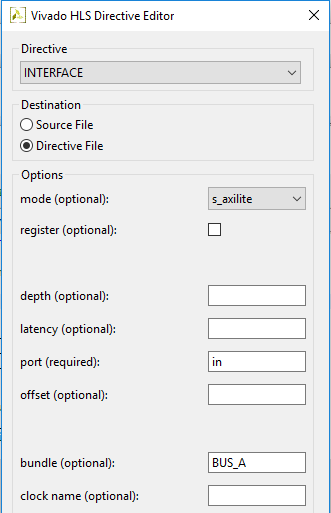 Vivado HLS Directive Editor
Directive
INTERFACE
Destination
Source File
Directive File
Options
mode (optional): s_axilite
register (optional):
depth (optional):
latency (optional):
port (required): in
offset (optional):
bundle (optional): BUS_A
clock name (optional):